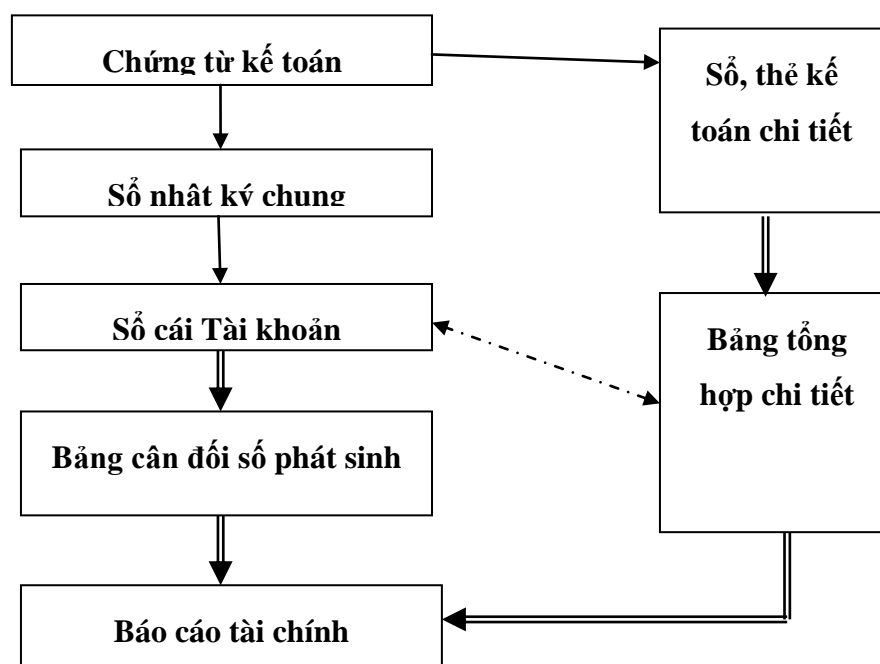 Chứng từ kế toán
Sổ, thẻ kế
toán chi tiết
Sổ nhật ký chung
Sổ cái Tài khoản
Bảng tổng
hợp chi tiết
Bảng cân đối số phát sinh
Báo cáo tài chính